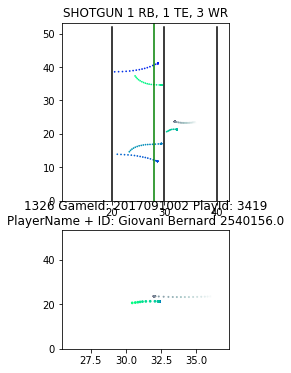 SHOTGUN 1 RB, 1 TE, 3 WR
50
40
30
20
10
0
20 30 40
1326 GameId: 2017091002 PlayId: 3419
PlayerName + ID: Giovani Bernard 2540156.0
40
20
0
27.5 30.0 32.5 35.0